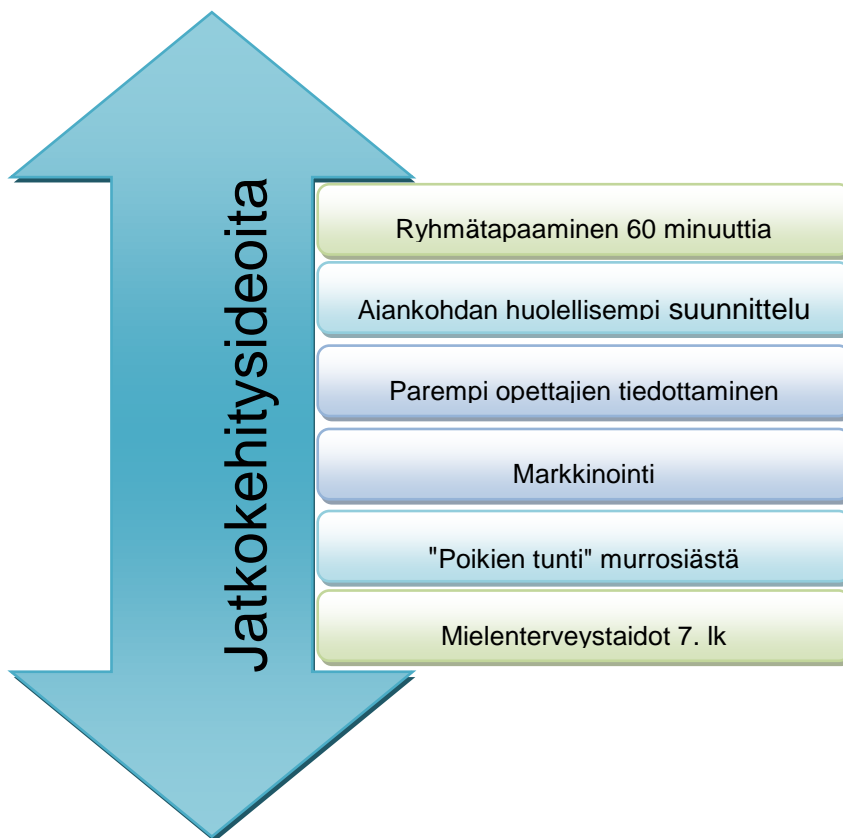 Jatkokehitysideoita
Ryhmätapaaminen 60 minuuttia
Ajankohdan huolellisempi suunnittelu
Parempi opettajien tiedottaminen
Markkinointi
"Poikien tunti" murrosiästä
Mielenterveystaidot 7. lk